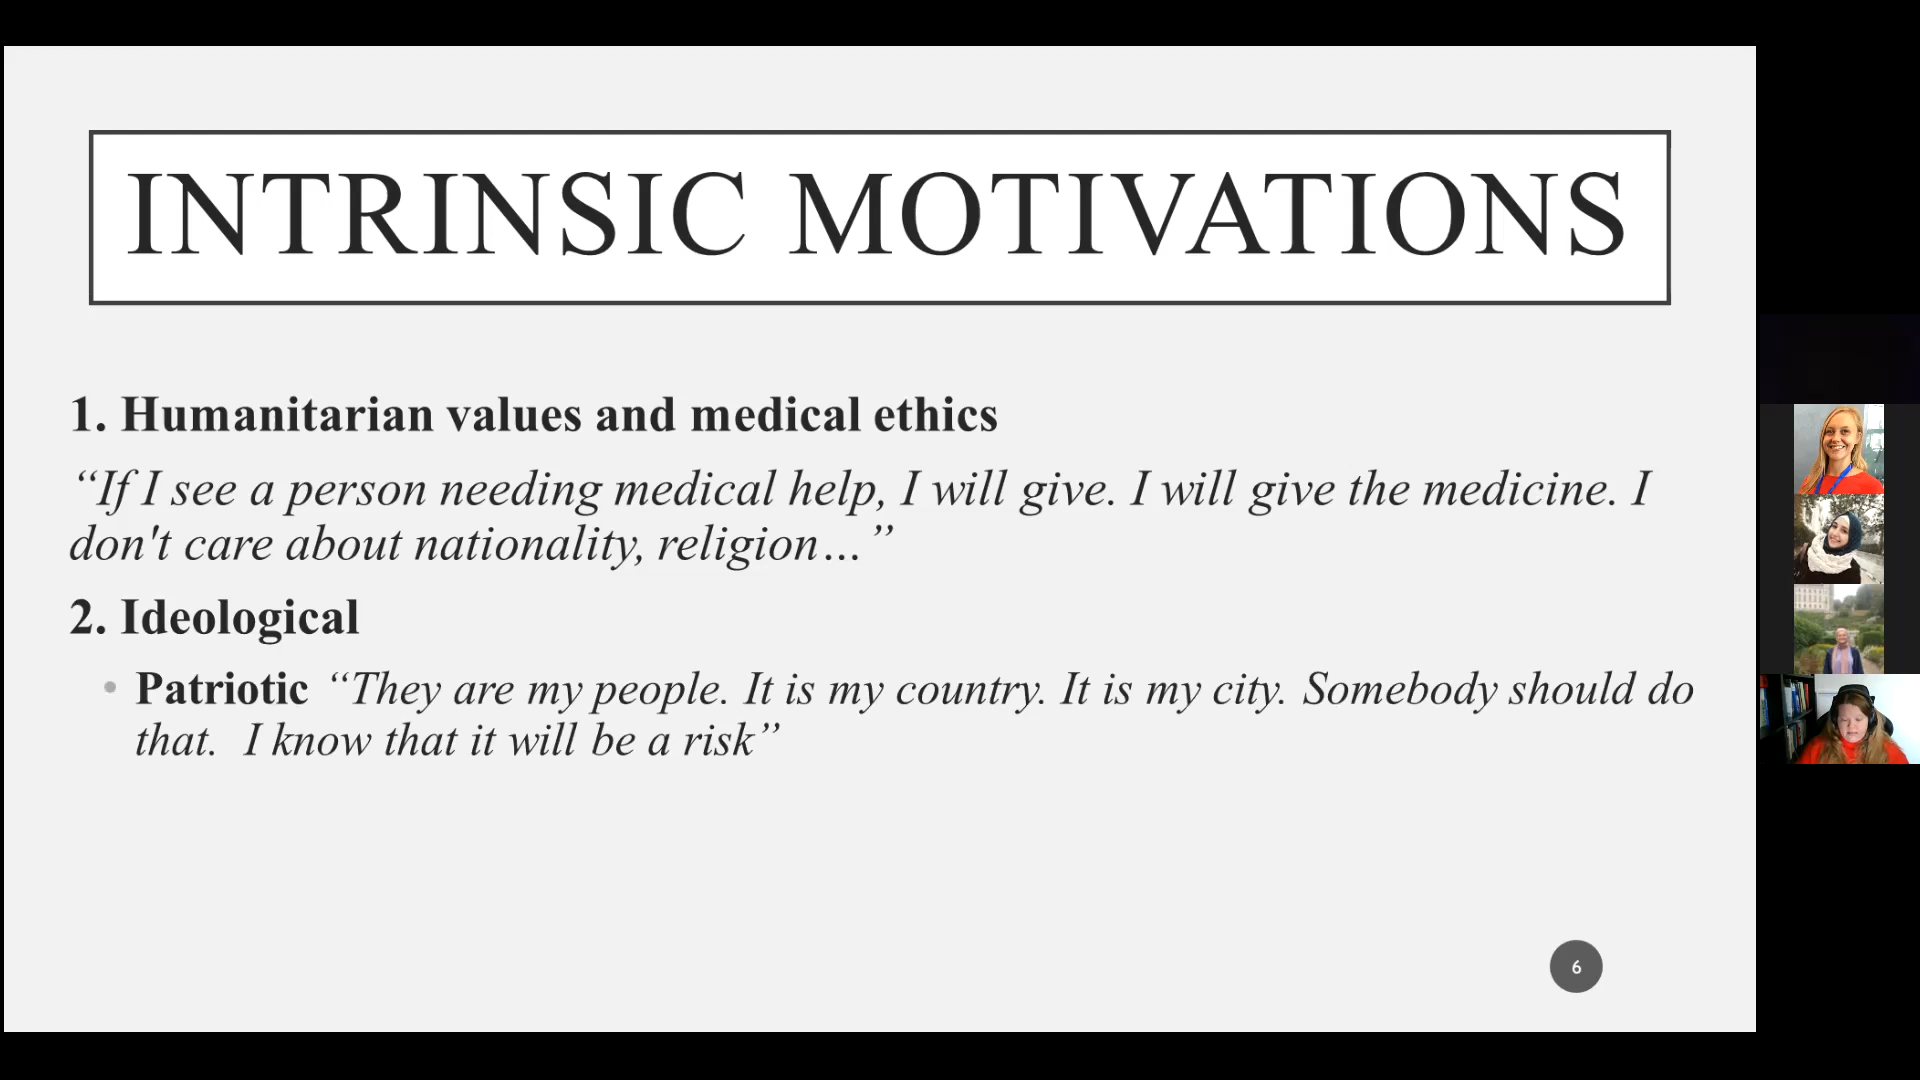 INTRINSIC MOTIVATIONS
1. Humanitarian values and medical ethics
“If I see a person needing medical help, I will give. I will give the medicine. I
don't care about nationality, religion…”
2. Ideological
• Patriotic “They are my people. It is my country. It is my city. Somebody should do
that.  I know that it will be a risk”
6